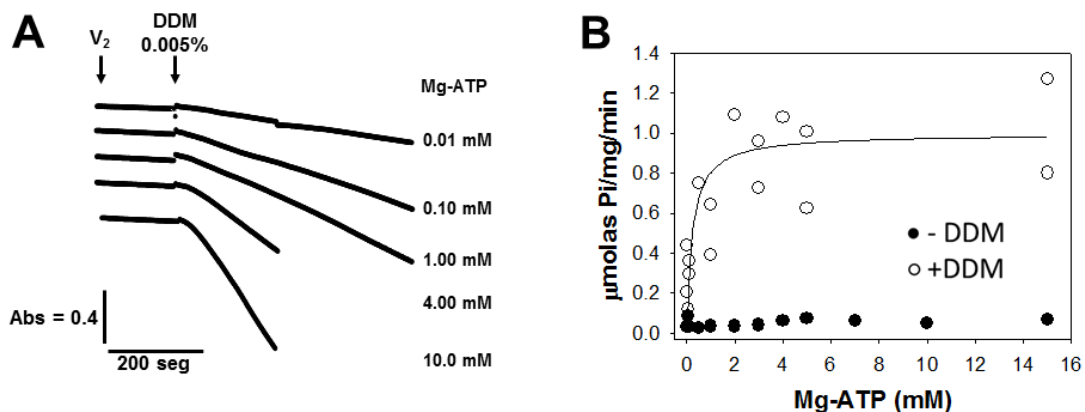 A
V2
DDM
0.005%
Mg-ATP
0.01 mM
0.10 mM
1.00 mM
4.00 mM
10.0 mM
Abs = 0.4
200 seg
B
µmolas Pi/mg/min
1.4
1.2
1.0
0.8
0.6
0.4
0.2
0.0
- DDM
+DDM
0 2 4 6 8 10 12 14 16
Mg-ATP (mM)